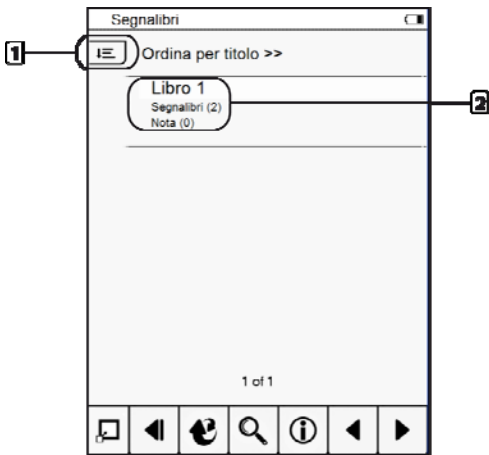 Segnalibri
1
Ordina per titolo >>
Libro 1
Segnalibri (2)
Nota (0)
2
1 of 1